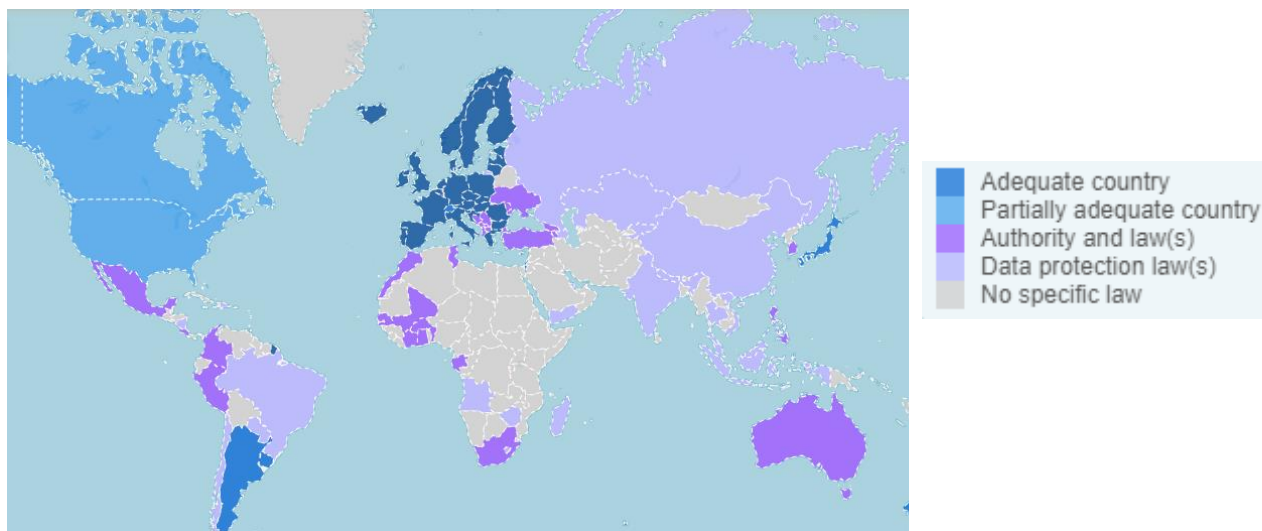 Adequate country
Partially adequate country
Authority and law(s)
Data protection law(s)
No specific law